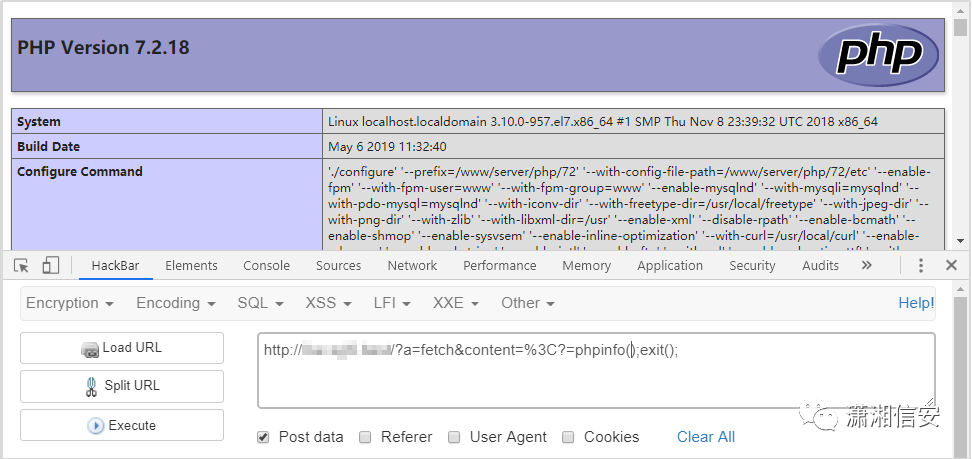 PHP Version 7.2.18
php
System Linux localhost.localdomain 3.10.0-957.el7.x86_64 #1 SMP Thu Nov 8 23:39:32 UTC 2018 x86_64
Build Date May 6 2019 11:32:40
Configure Command './configure' '--prefix=/www/server/php/72' '--with-config-file-path=/www/server/php/72/etc' '--enable-
fpm' '--with-fpm-user=www' '--with-fpm-group=www' '--enable-mysqlnd' '--with-mysqli=mysqlnd' '--
with-pdo-mysql=mysqlnd' '--with-iconv-dir' '--with-freetype-dir=/usr/local/freetype' '--with-jpeg-dir'
'--with-png-dir' '--with-zlib' '--with-libxml-dir=/usr' '--enable-xml' '--disable-rpath' '--enable-bcmath' '--
enable-shmop' '--enable-sysvsem' '--enable-inline-optimization' '--with-curl=/usr/local/curl' '--enable-
HackBar Elements Console Sources Network Performance Memory Application Security Audits »
Encryption Encoding SQL XSS LFI XXE Other Help!
Load URL
http:// /?a=fetch&content=%3C?=phpinfo();exit();
Split URL
Execute
Post data Referer User Agent Cookies Clear All
潇湘信安